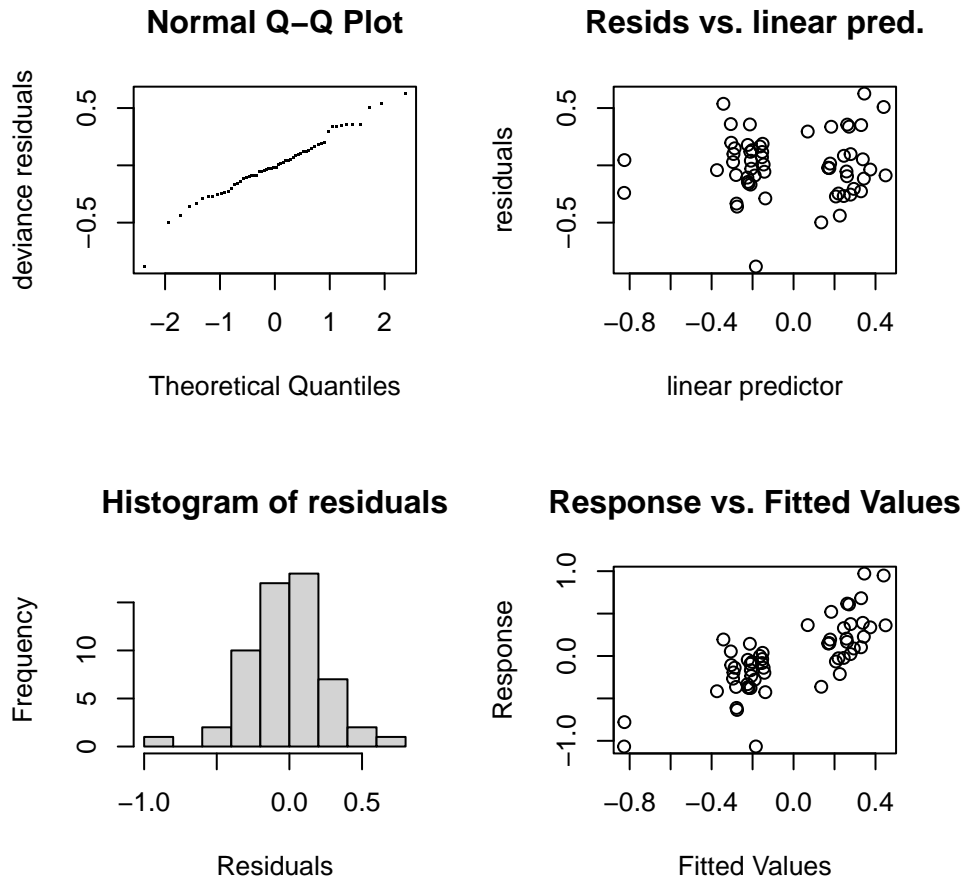 Normal Q−Q Plot
deviance residuals
−0.5
0.5
−2 −1 0 1 2
Theoretical Quantiles
Resids vs. linear pred.
residuals
−0.5
0.5
−0.8 −0.4 0.0 0.4
linear predictor
Histogram of residuals
Frequency
0
5
10
−1.0 0.0 0.5
Residuals
Response vs. Fitted Values
Response
−1.0
0.0
1.0
−0.8 −0.4 0.0 0.4
Fitted Values